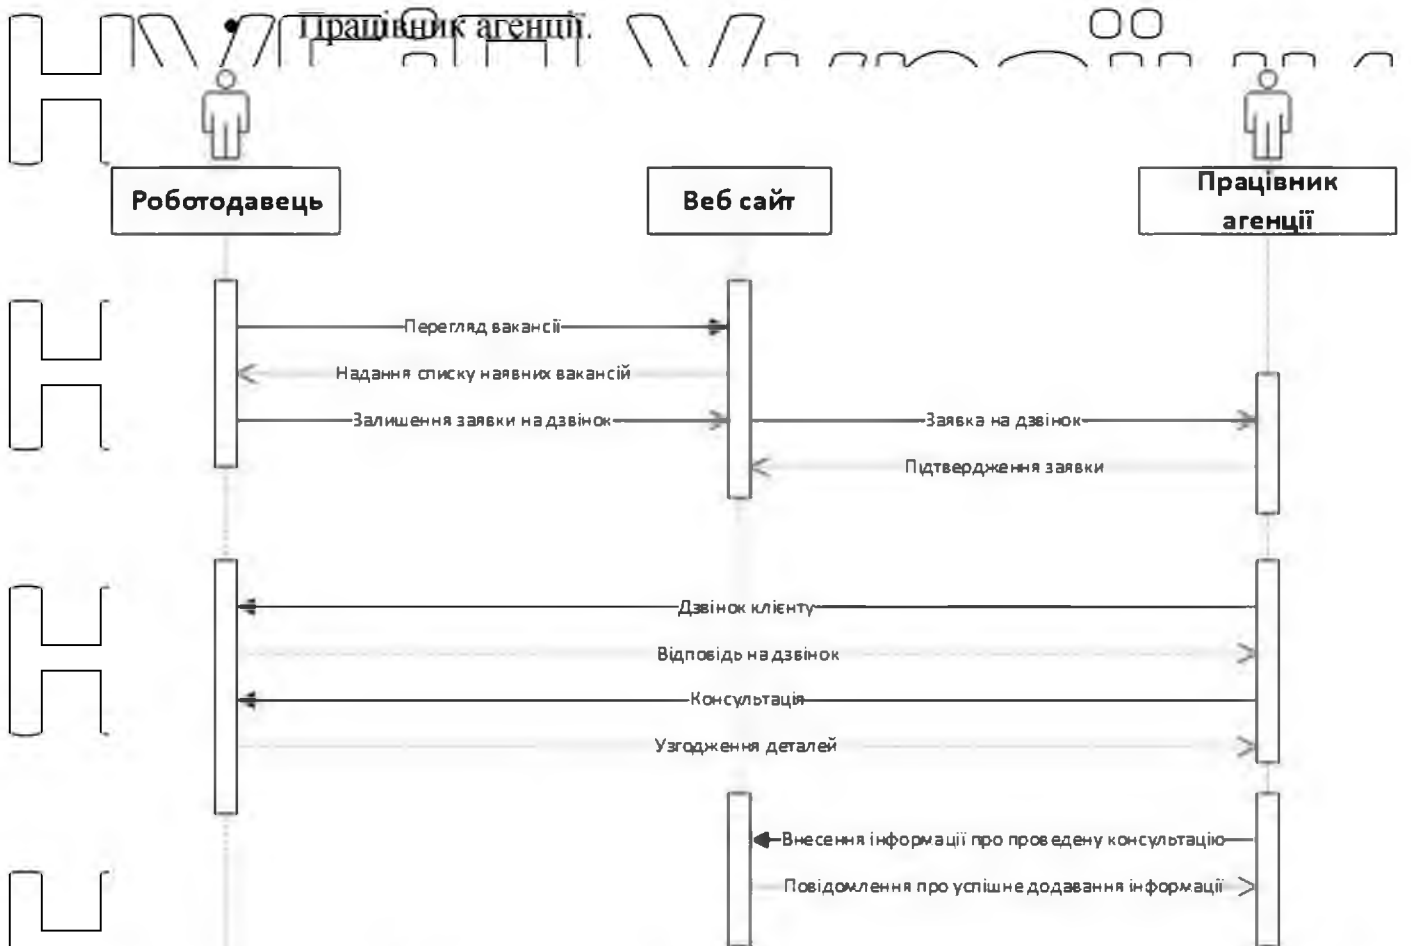 • Працівник агенції.
Роботодавець
Веб сайт
Працівник
агенції
Перегляд вакансії
Надання списку наявних вакансій
Залишення заявки на дзвінок
Заявка на дзвінок
Підтвердження заявки
Дзвінок клієнту
Відповідь на дзвінок
Консультація
Узгодження деталей
Внесення інформації про проведену консультацію
Повідомлення про успішне додавання інформації